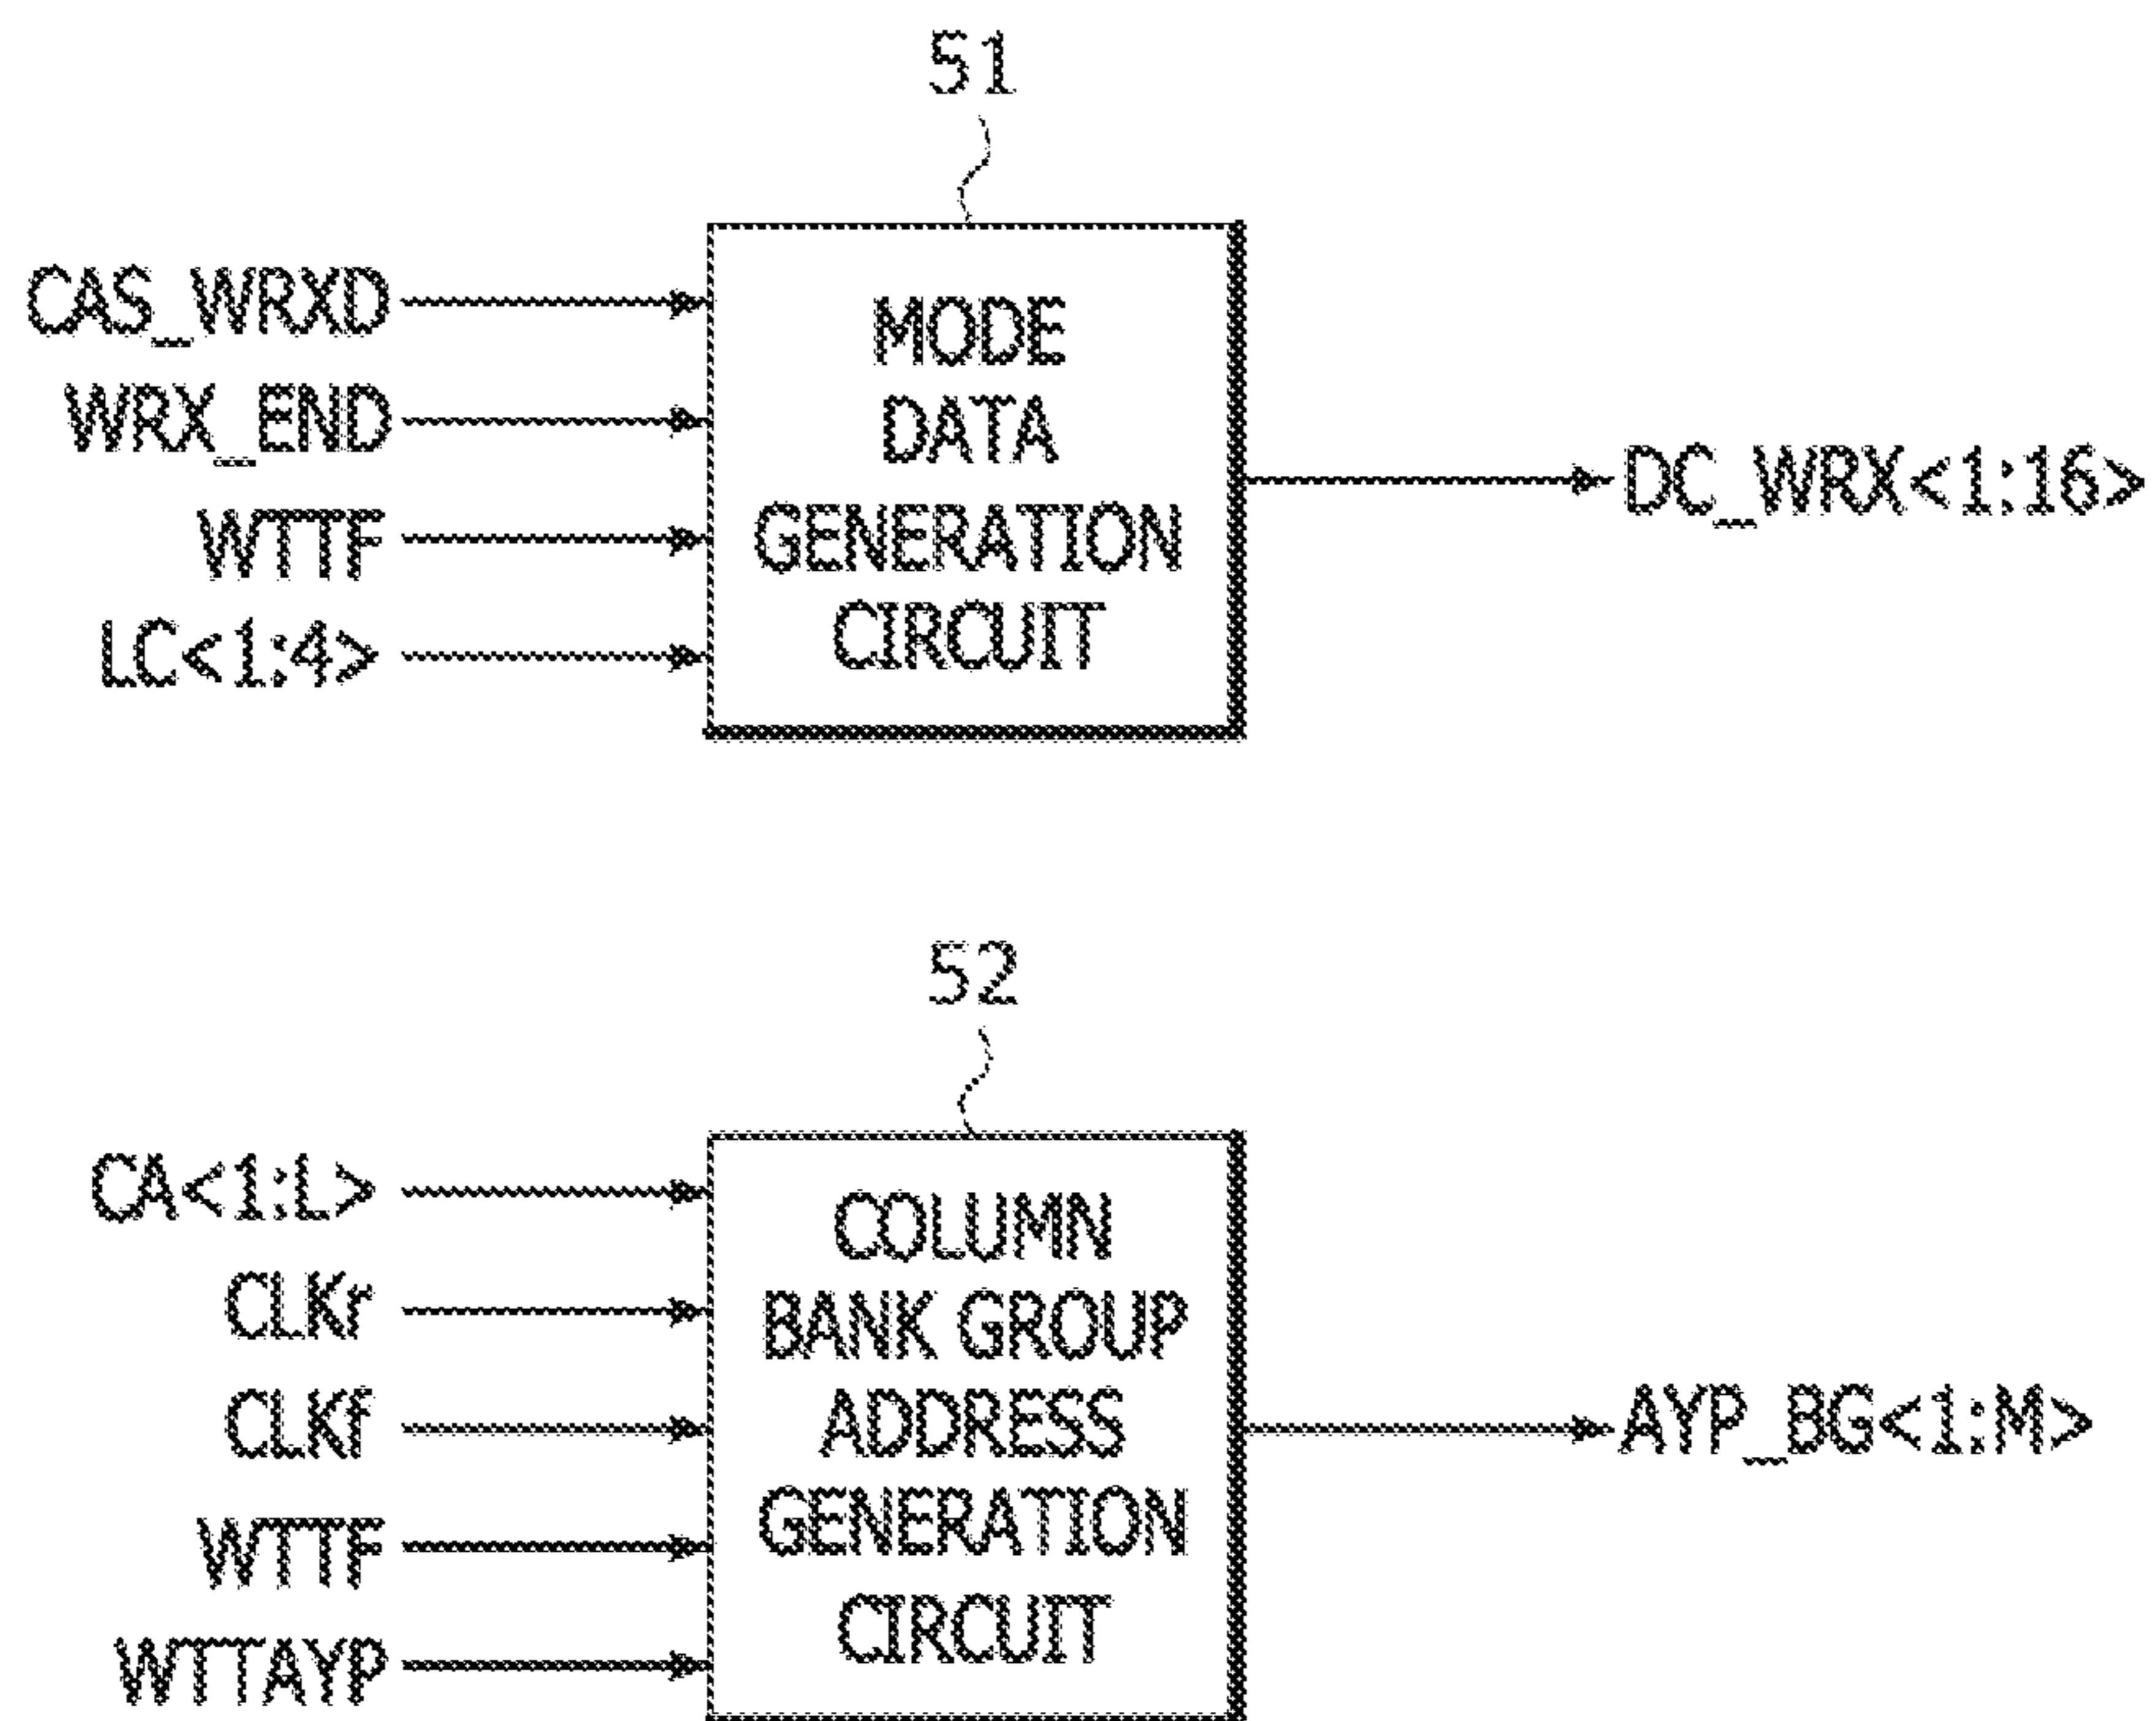 51
CAS_WRXD
WRX_END
WTTF
LC<1:4>
MODE
DATA
GENERATION
CIRCUIT
DC_WRX<1:16>
52
CA<1:L>
CLKr
CLKf
WTTF
WTTAYP
COLUMN
BANK GROUP
ADDRESS
GENERATION
CIRCUIT
AYP_BG<1:M>